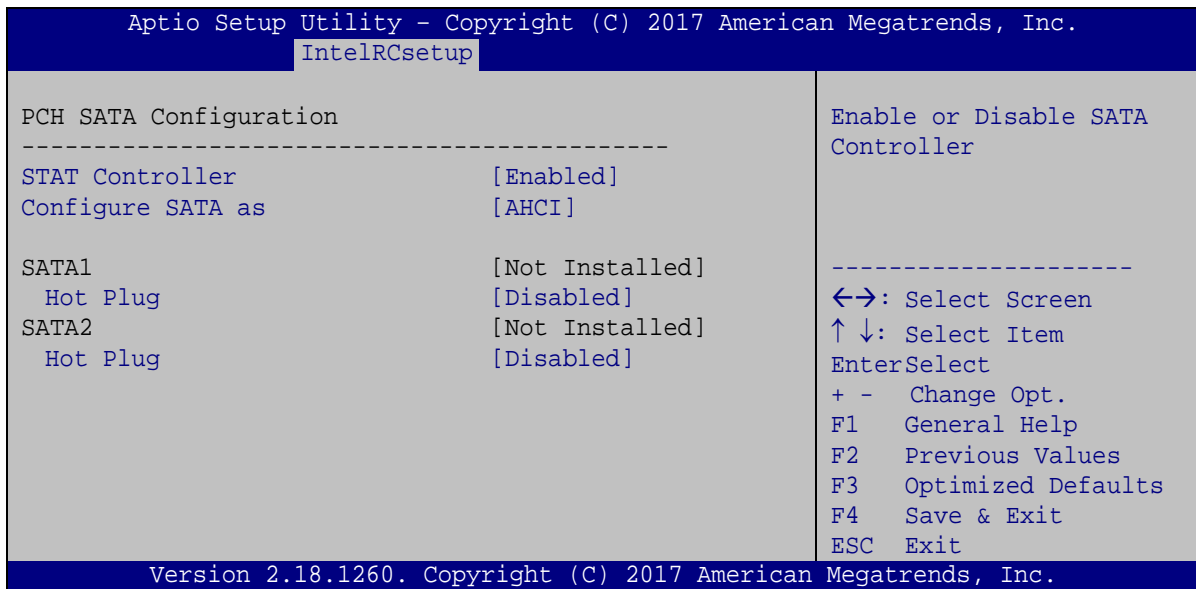 Aptio Setup Utility – Copyright (C) 2017 American Megatrends, Inc.
IntelRCsetup
PCH SATA Configuration
---------------------------------------------
STAT Controller [Enabled]
Configure SATA as [AHCI]
SATA1 [Not Installed]
Hot Plug [Disabled]
SATA2 [Not Installed]
Hot Plug [Disabled]
Enable or Disable SATA
Controller
---------------------
←→: Select Screen
↑ ↓: Select Item
EnterSelect
+ - Change Opt.
F1 General Help
F2 Previous Values
F3 Optimized Defaults
F4 Save & Exit
ESC Exit
Version 2.18.1260. Copyright (C) 2017 American Megatrends, Inc.